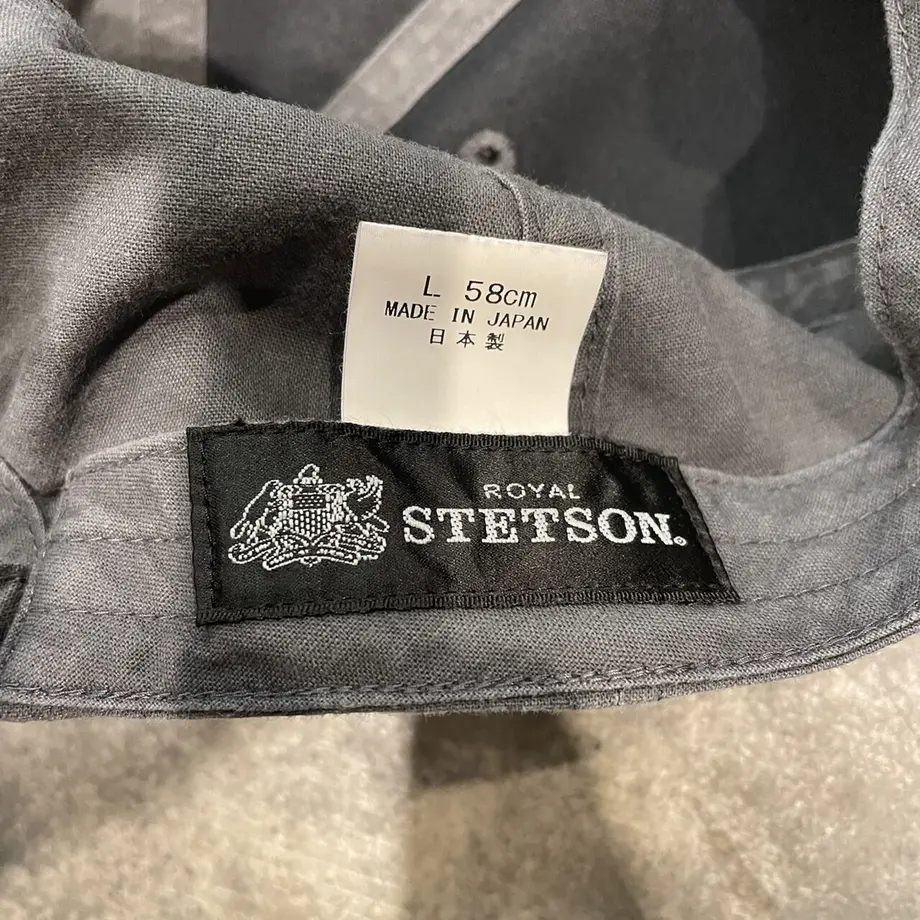 L 58cm
MADE IN JAPAN
日本製
ROYAL
STETSON®